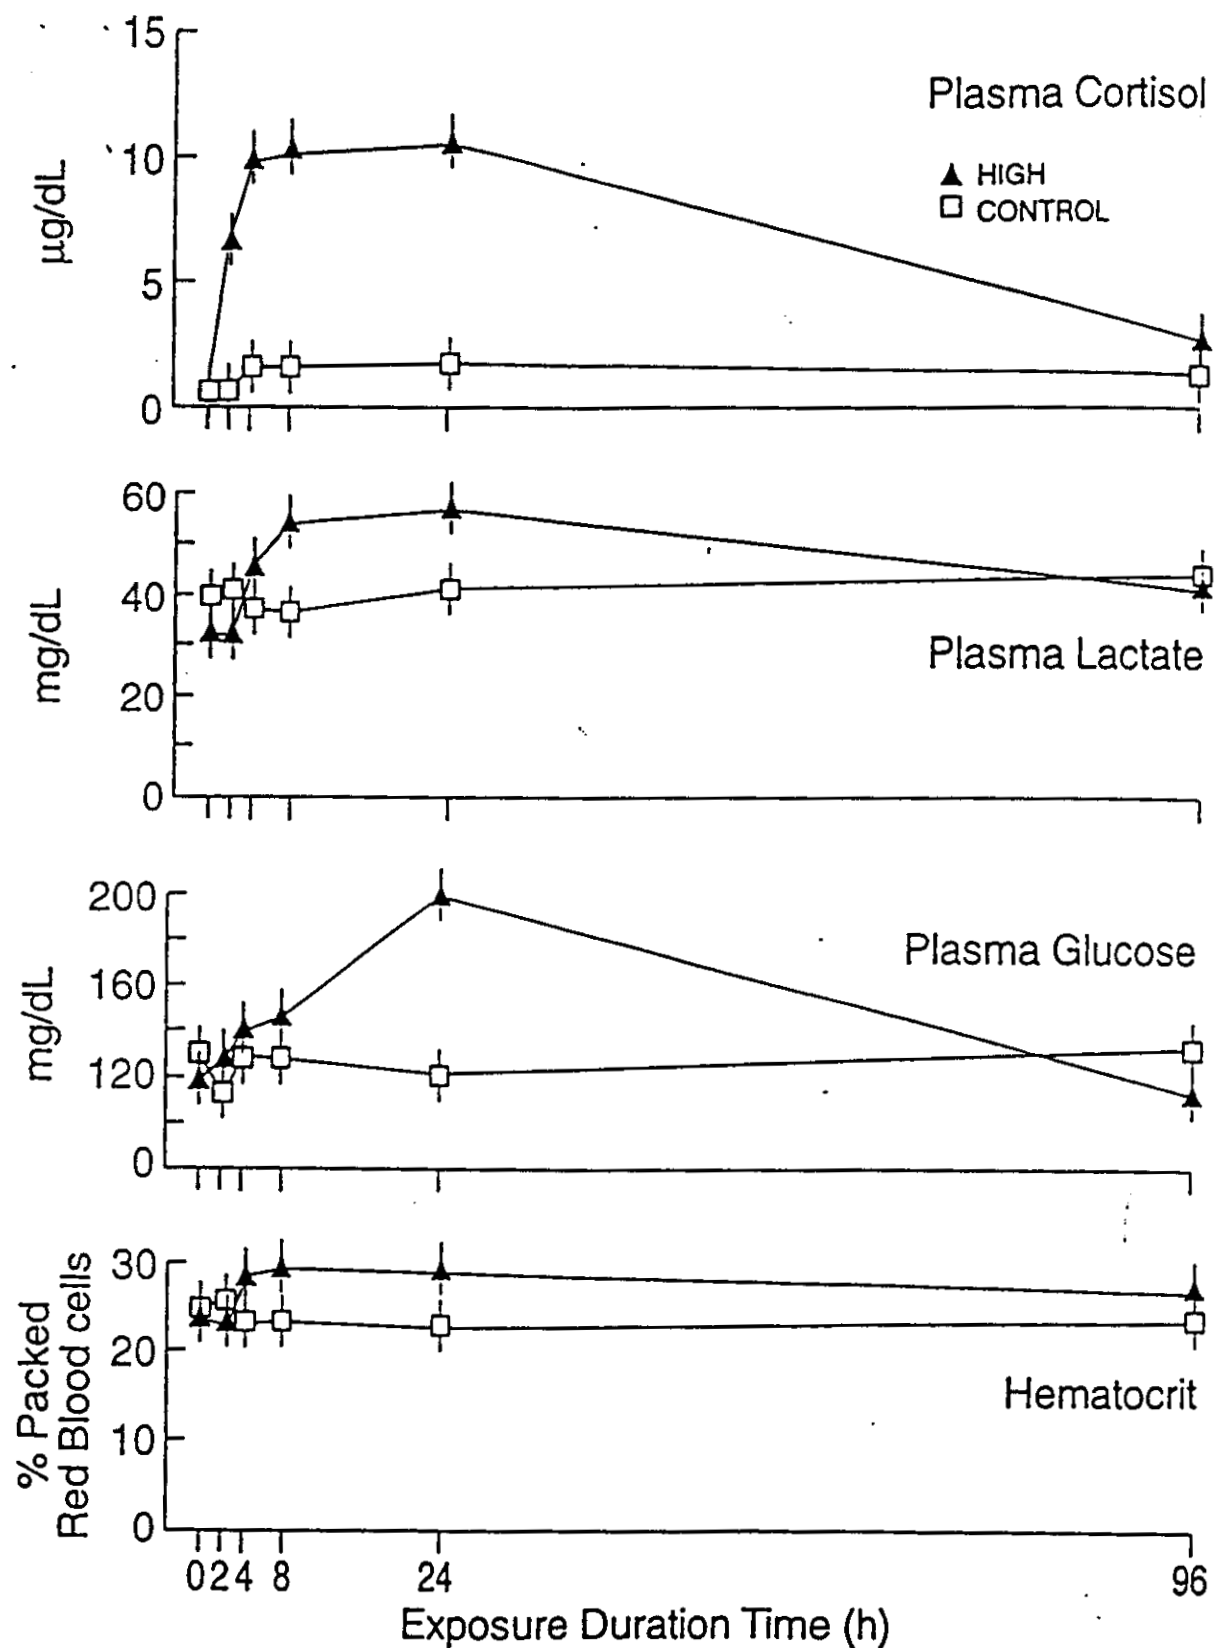 15
Plasma Cortisol
10
▲ HIGH
□ CONTROL
µg/dL
5
0
60
40
mg/dL
Plasma Lactate
20
0
200
Plasma Glucose
160
mg/dL
120
0
30
% Packed
Red Blood cells
20
Hematocrit
10
0
0 2 4 8 24 96
Exposure Duration Time (h)